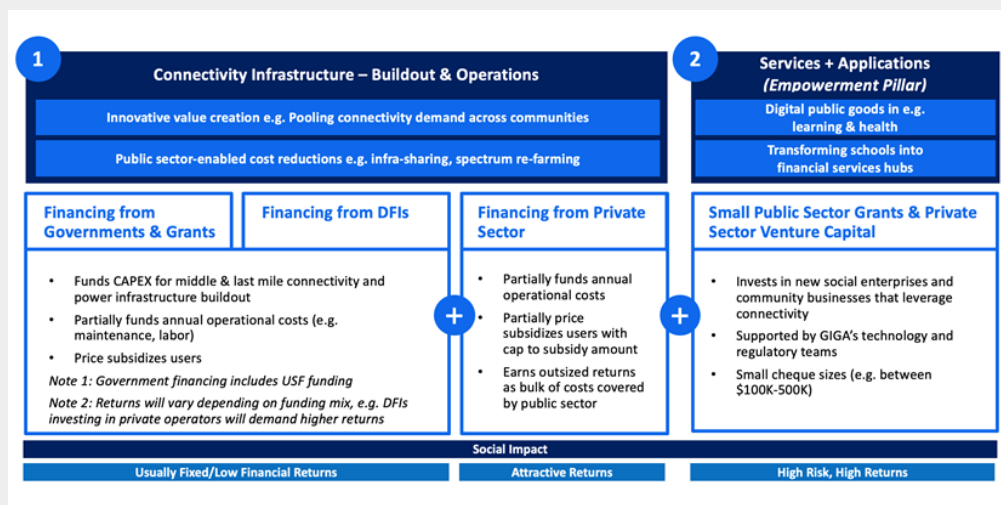 1
Connectivity Infrastructure – Buildout & Operations
Innovative value creation e.g. Pooling connectivity demand across communities
Public sector-enabled cost reductions e.g. infra-sharing, spectrum re-farming
2
Services + Applications
(Empowerment Pillar)
Digital public goods in e.g.
learning & health
Transforming schools into
financial services hubs
Financing from
Governments & Grants
Financing from DFIs
• Funds CAPEX for middle & last mile connectivity and
power infrastructure buildout
• Partially funds annual operational costs (e.g.
maintenance, labor)
• Price subsidizes users
Note 1: Government financing includes USF funding
Note 2: Returns will vary depending on funding mix, e.g. DFIs
investing in private operators will demand higher returns
+
Financing from Private
Sector
• Partially funds annual
operational costs
• Partially price
subsidizes users with
cap to subsidy amount
• Earns outsized returns
as bulk of costs covered
by public sector
+
Small Public Sector Grants & Private
Sector Venture Capital
• Invests in new social enterprises and
community businesses that leverage
connectivity
• Supported by GIGA's technology and
regulatory teams
• Small cheque sizes (e.g. between
$100K-500K)
Social Impact
Usually Fixed/Low Financial Returns
Attractive Returns
High Risk, High Returns